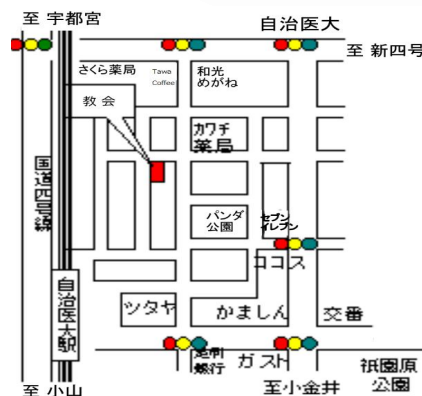 至 宇都宮
自治医大
至 新四号
さくら薬局
Tawa
Coffee
和光
めがね
教 会
カワチ
薬局
国道四号線
パンダ
公園
セブン
イレブン
ココス
自治医大駅
ツタヤ
かましん
交番
足利
銀行
ガスト
祇園原
公園
至 小山
至小金井